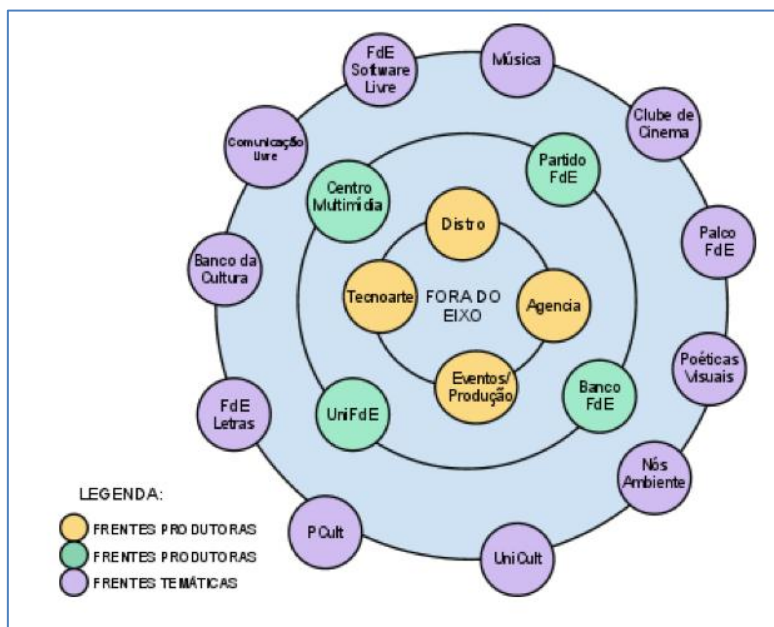 FdE
Software
Livre
Música
Clube de
Cinema
Comunicação
Livre
Centro
Multimídia
Partido
FdE
Distro
Palco
FdE
Banco da
Cultura
Tecnoarte
FORA DO
EIXO
Agencia
Poéticas
Visuais
Eventos/
Produção
Banco
FdE
FdE
Letras
UniFdE
Nós
Ambiente
LEGENDA:
FRENTES PRODUTORAS
FRENTES PRODUTORAS
FRENTES TEMÁTICAS
PCult
UniCult